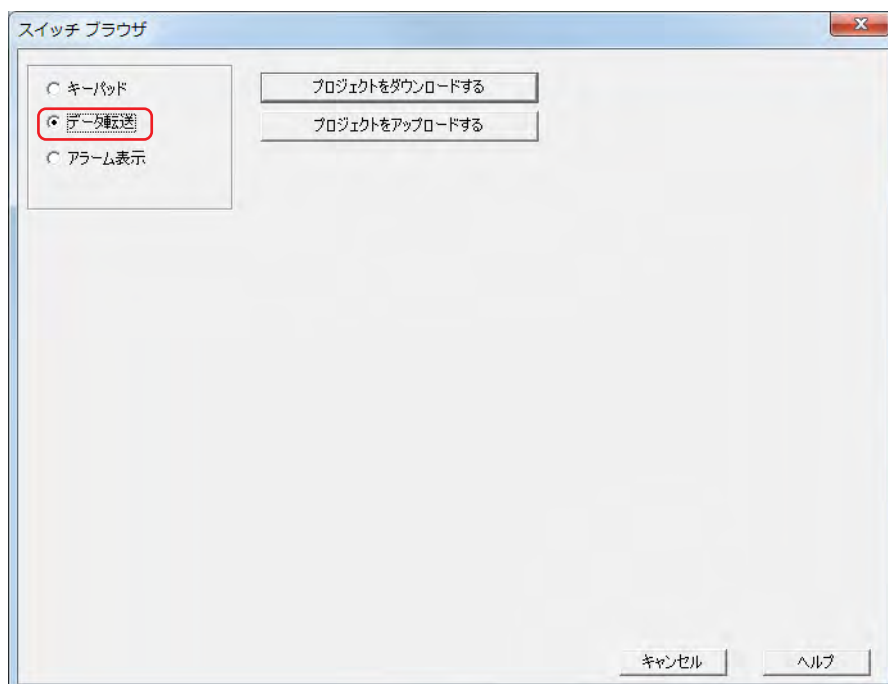 スイッチ ブラウザ
キーパッド
データ転送
アラーム表示
プロジェクトをダウンロードする
プロジェクトをアップロードする
キャンセル
ヘルプ